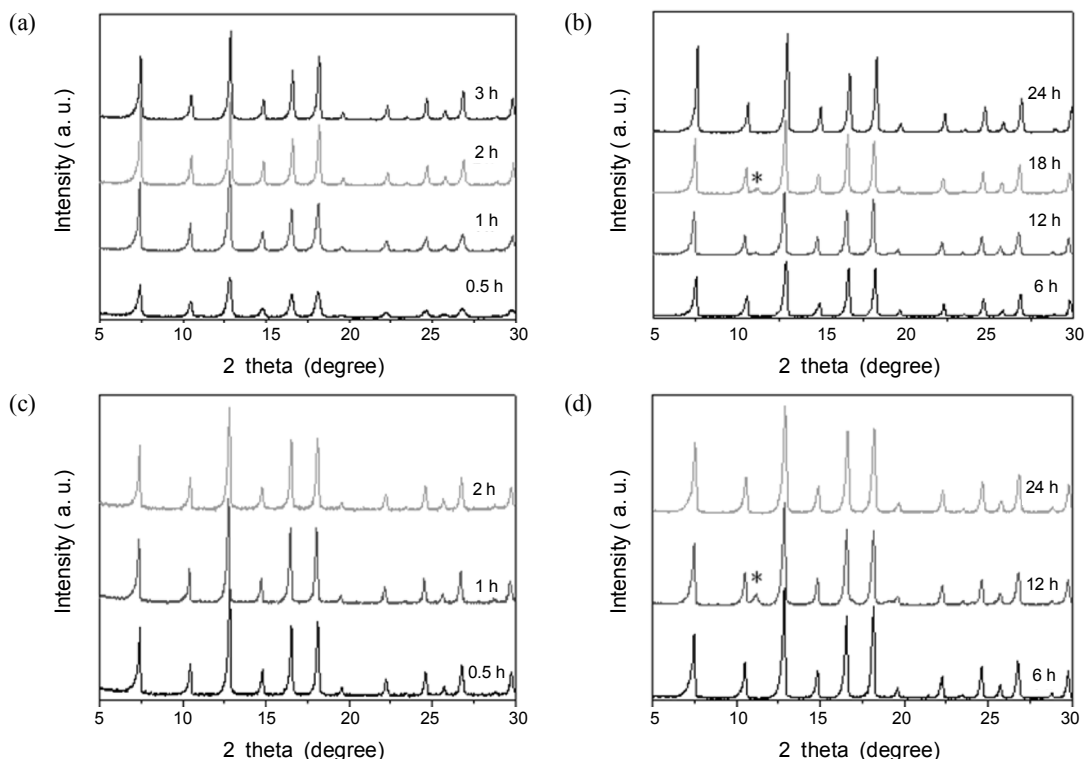 (a)
3 h
2 h
1 h
0.5 h
Intensity ( a. u.)
5 10 15 20 25 30
2 theta (degree)
(b)
24 h
18 h
*
12 h
6 h
Intensity ( a. u.)
5 10 15 20 25 30
2 theta (degree)
(c)
2 h
1 h
0.5 h
Intensity ( a. u.)
5 10 15 20 25 30
2 theta (degree)
(d)
24 h
12 h
*
6 h
Intensity ( a. u.)
5 10 15 20 25 30
2 theta (degree)